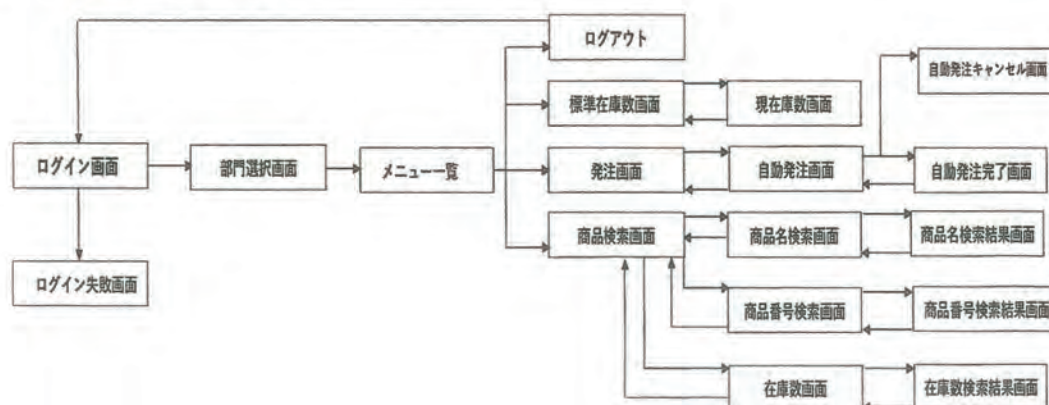 ログアウト
自動発注キャンセル画面
標準在庫数画面
現在庫数画面
ログイン画面
部門選択画面
メニュー一覧
発注画面
自動発注画面
自動発注完了画面
商品検索画面
商品名検索画面
商品名検索結果画面
ログイン失敗画面
商品番号検索画面
商品番号検索結果画面
在庫数画面
在庫数検索結果画面